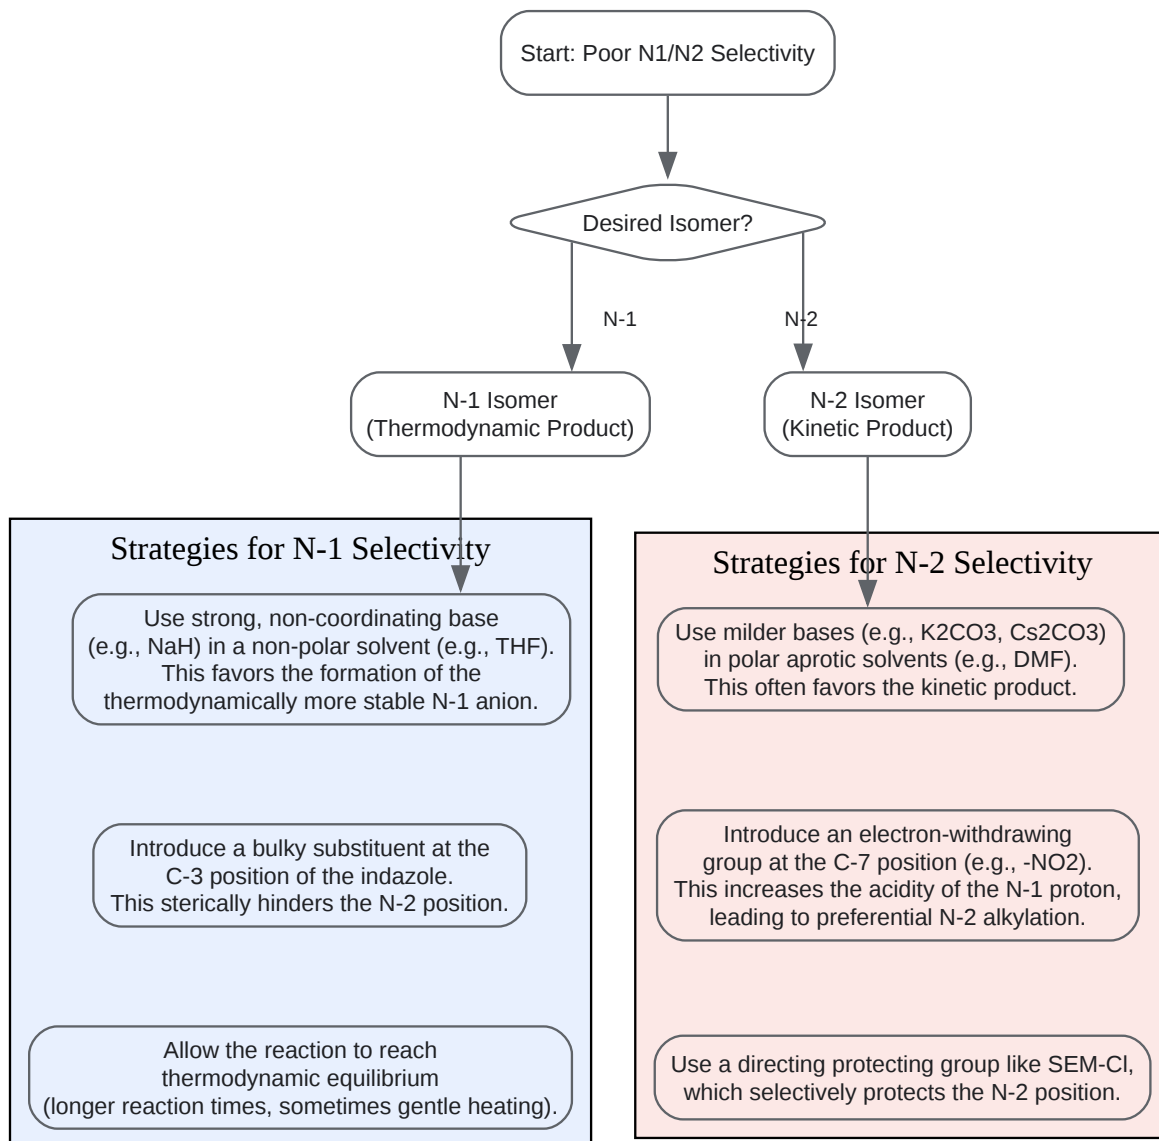 Start: Poor N1/N2 Selectivity
Desired Isomer?
N-1
N-2
N-1 Isomer
(Thermodynamic Product)
N-2 Isomer
(Kinetic Product)
Strategies for N-1 Selectivity
Use strong, non-coordinating base
(e.g., NaH) in a non-polar solvent (e.g., THF).
This favors the formation of the
thermodynamically more stable N-1 anion.
Introduce a bulky substituent at the
C-3 position of the indazole.
This sterically hinders the N-2 position.
Allow the reaction to reach
thermodynamic equilibrium
(longer reaction times, sometimes gentle heating).
Strategies for N-2 Selectivity
Use milder bases (e.g., K2CO3, Cs2CO3)
in polar aprotic solvents (e.g., DMF).
This often favors the kinetic product.
Introduce an electron-withdrawing
group at the C-7 position (e.g., -NO2).
This increases the acidity of the N-1 proton,
leading to preferential N-2 alkylation.
Use a directing protecting group like SEM-Cl,
which selectively protects the N-2 position.